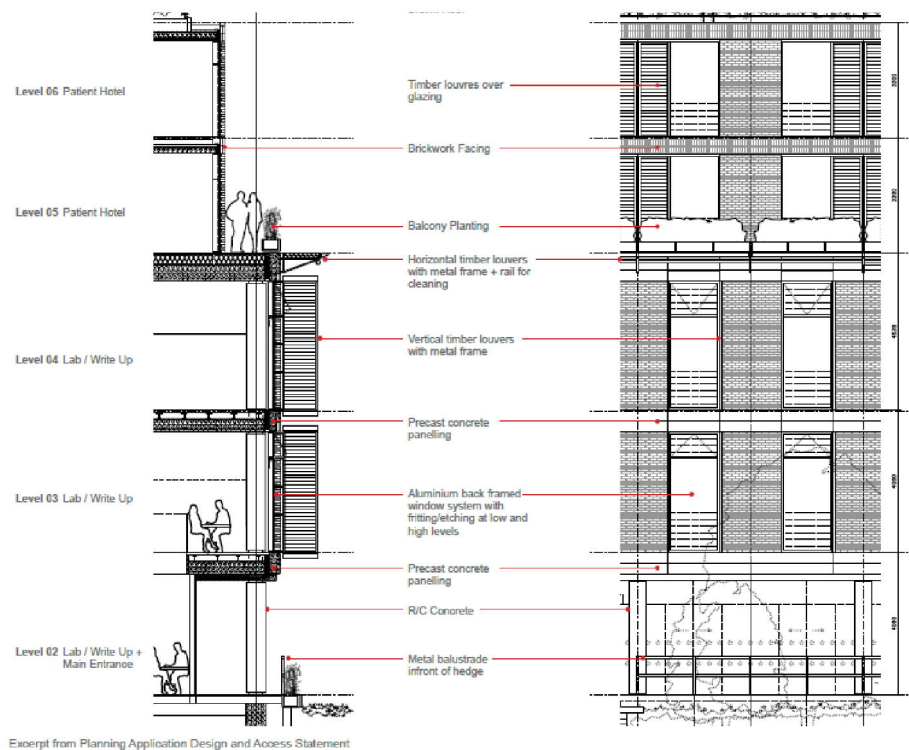 Level 06 Patient Hotel
Timber louvres over
glazing
Brickwork Facing
Level 05 Patient Hotel
Balcony Planting
Horizontal timber louvers
with metal frame + rail for
cleaning
Level 04 Lab / Write Up
Vertical timber louvers
with metal frame
Precast concrete
panelling
Level 03 Lab / Write Up
Aluminium back framed
window system with
fritting/etching at low and
high levels
Precast concrete
panelling
R/C Concrete
Level 02 Lab / Write Up +
Main Entrance
Metal balustrade
infront of hedge
Excerpt from Planning Application Design and Access Statement